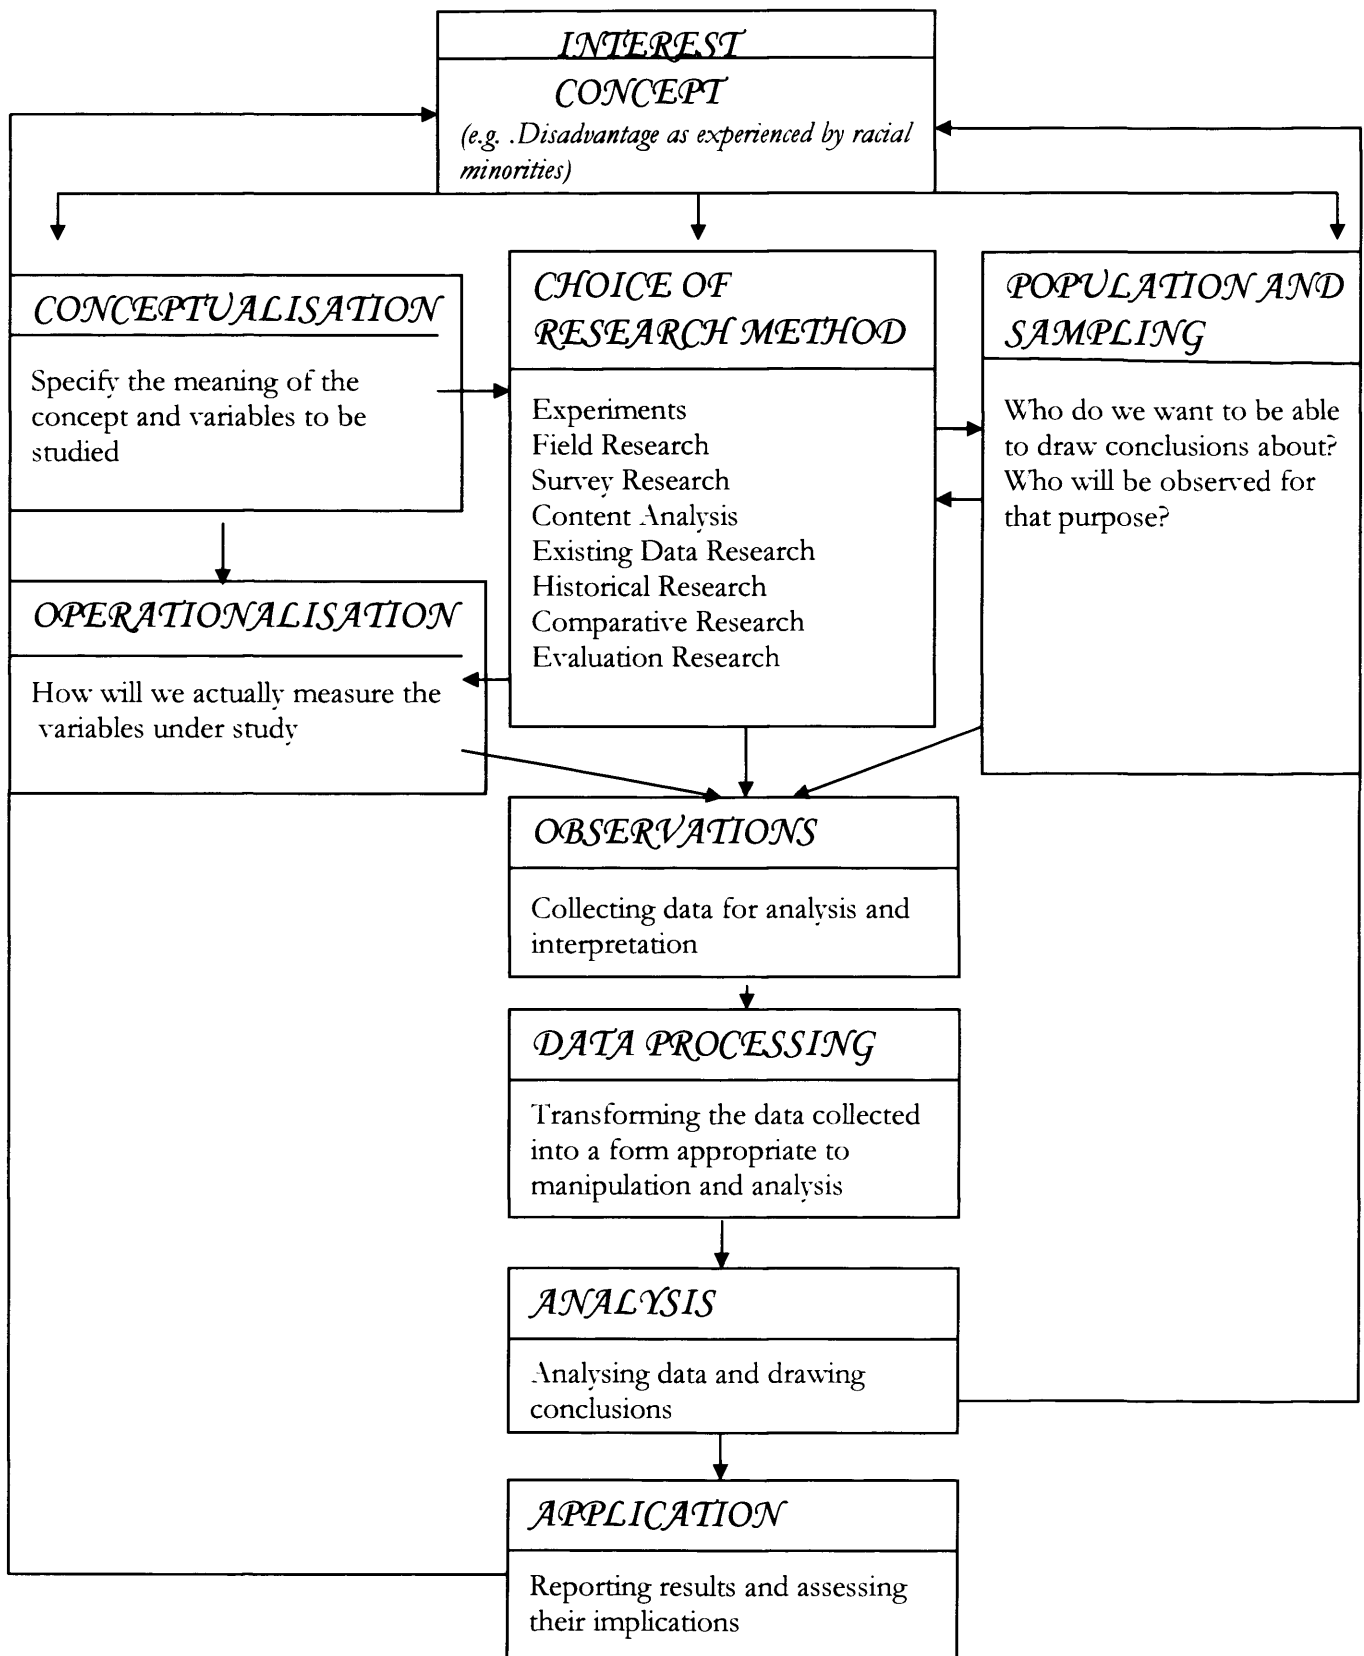 INTEREST
CONCEPT
(e.g. .Disadvantage as experienced by racial
minorities)
CONCEPTUALISATION
Specify the meaning of the
concept and variables to be
studied
CHOICE OF
RESEARCH METHOD
Experiments
Field Research
Survey Research
Content Analysis
Existing Data Research
Historical Research
Comparative Research
Evaluation Research
POPULATION AND
SAMPLING
Who do we want to be able
to draw conclusions about?
Who will be observed for
that purpose?
OPERATIONALISATION
How will we actually measure the
variables under study
OBSERVATIONS
Collecting data for analysis and
interpretation
DATA PROCESSING
Transforming the data collected
into a form appropriate to
manipulation and analysis
ANALYSIS
Analysing data and drawing
conclusions
APPLICATION
Reporting results and assessing
their implications